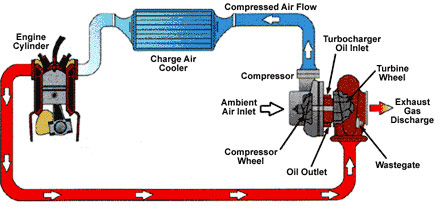 Compressed Air Flow
Engine
Cylinder
Turbocharger
Oil Inlet
Charge Air
Cooler
Compressor
Turbine
Wheel
Ambient
Air Inlet
Exhaust
Gas
Discharge
Compressor
Wheel
Oil Outlet
Wastegate